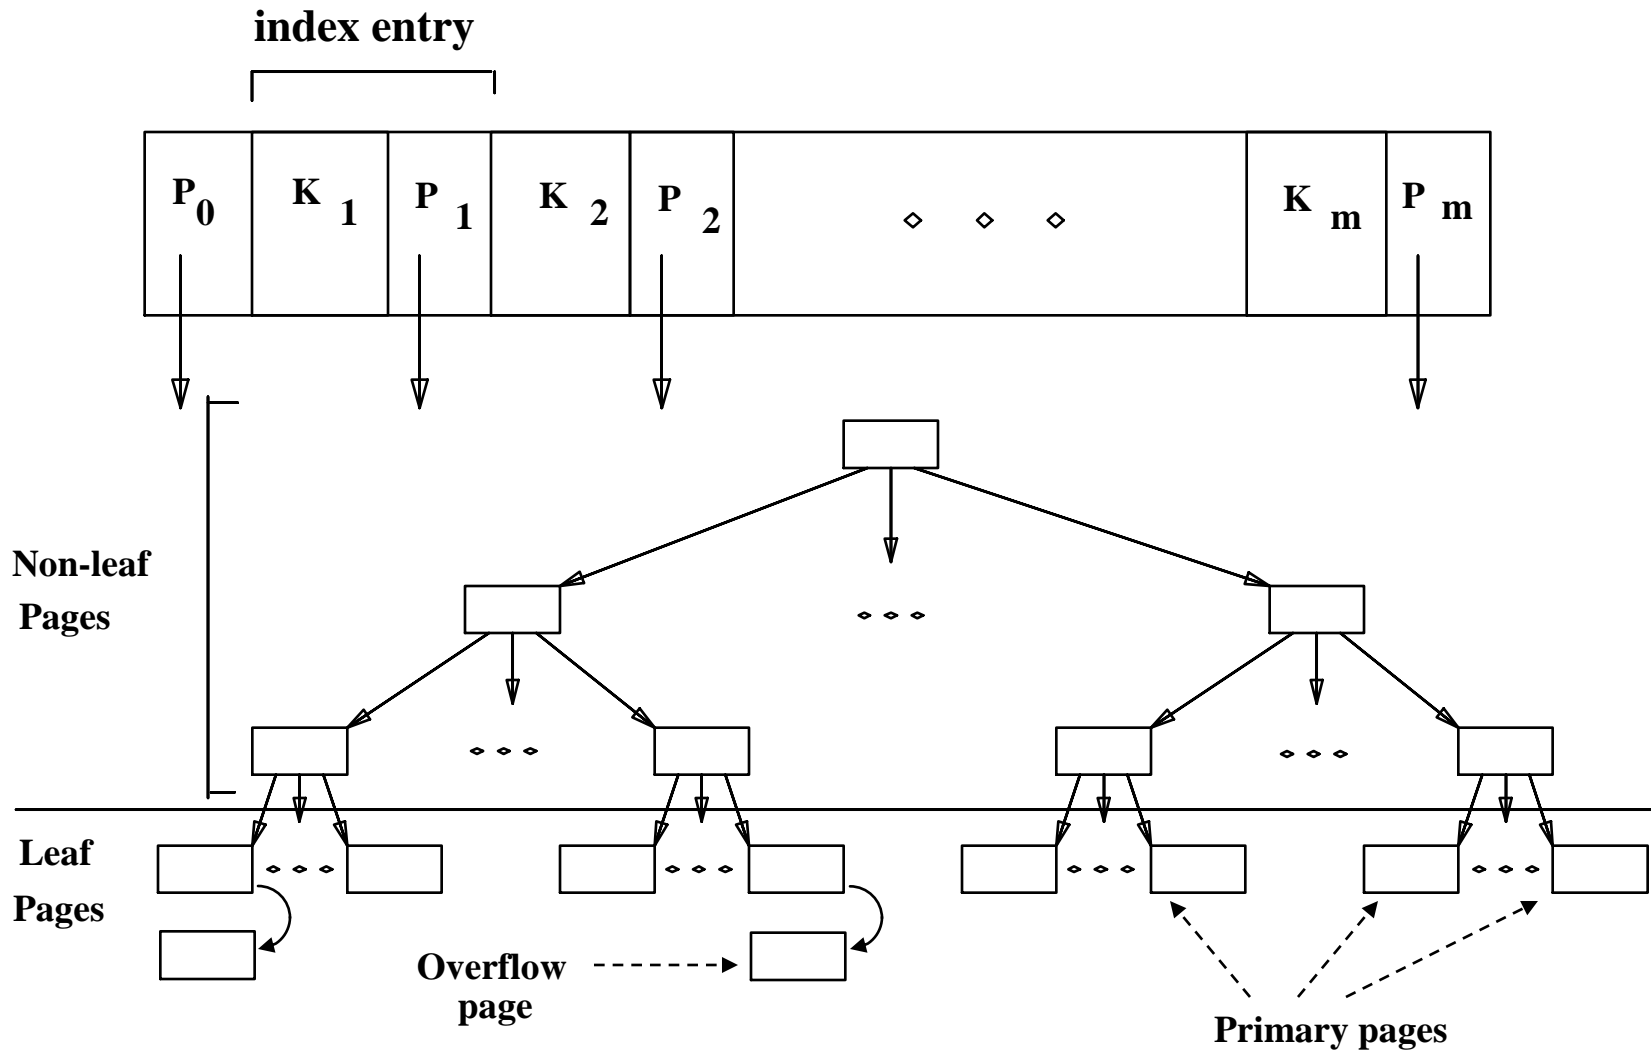 index entry
P0 K1 P1 K2 P2 Km Pm
Non-leaf
Pages
Leaf
Pages
Overflow
page
Primary pages